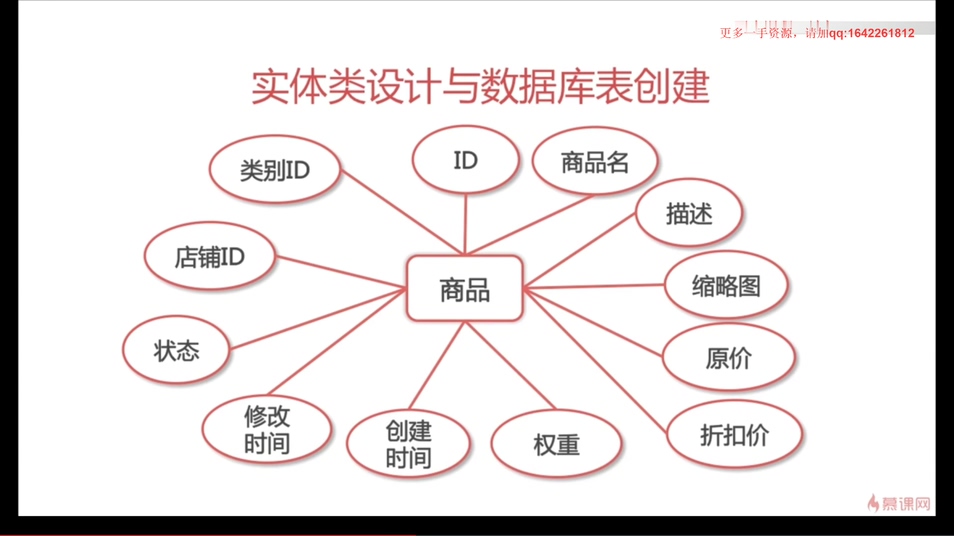 更多一手资源，请加qq:1642261812
实体类设计与数据库表创建
类别ID
ID
商品名
描述
店铺ID
商品
缩略图
状态
原价
修改
时间
创建
时间
权重
折扣价
慕课网